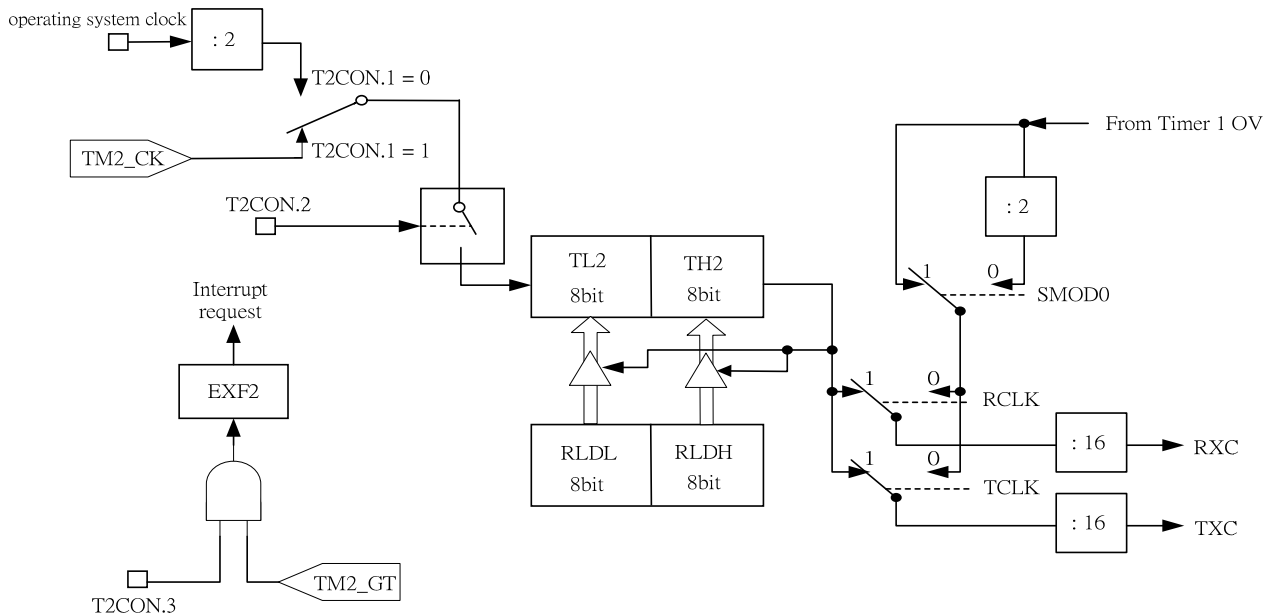 operating system clock
: 2
T2CON.1 = 0
TM2_CK
T2CON.1 = 1
From Timer 1 OV
: 2
T2CON.2
TL2
8bit
TH2
8bit
1
0
SMOD0
Interrupt
request
EXF2
1
0
RCLK
RLDL
8bit
RLDH
8bit
: 16
RXC
1
0
TCLK
: 16
TXC
TM2_GT
T2CON.3